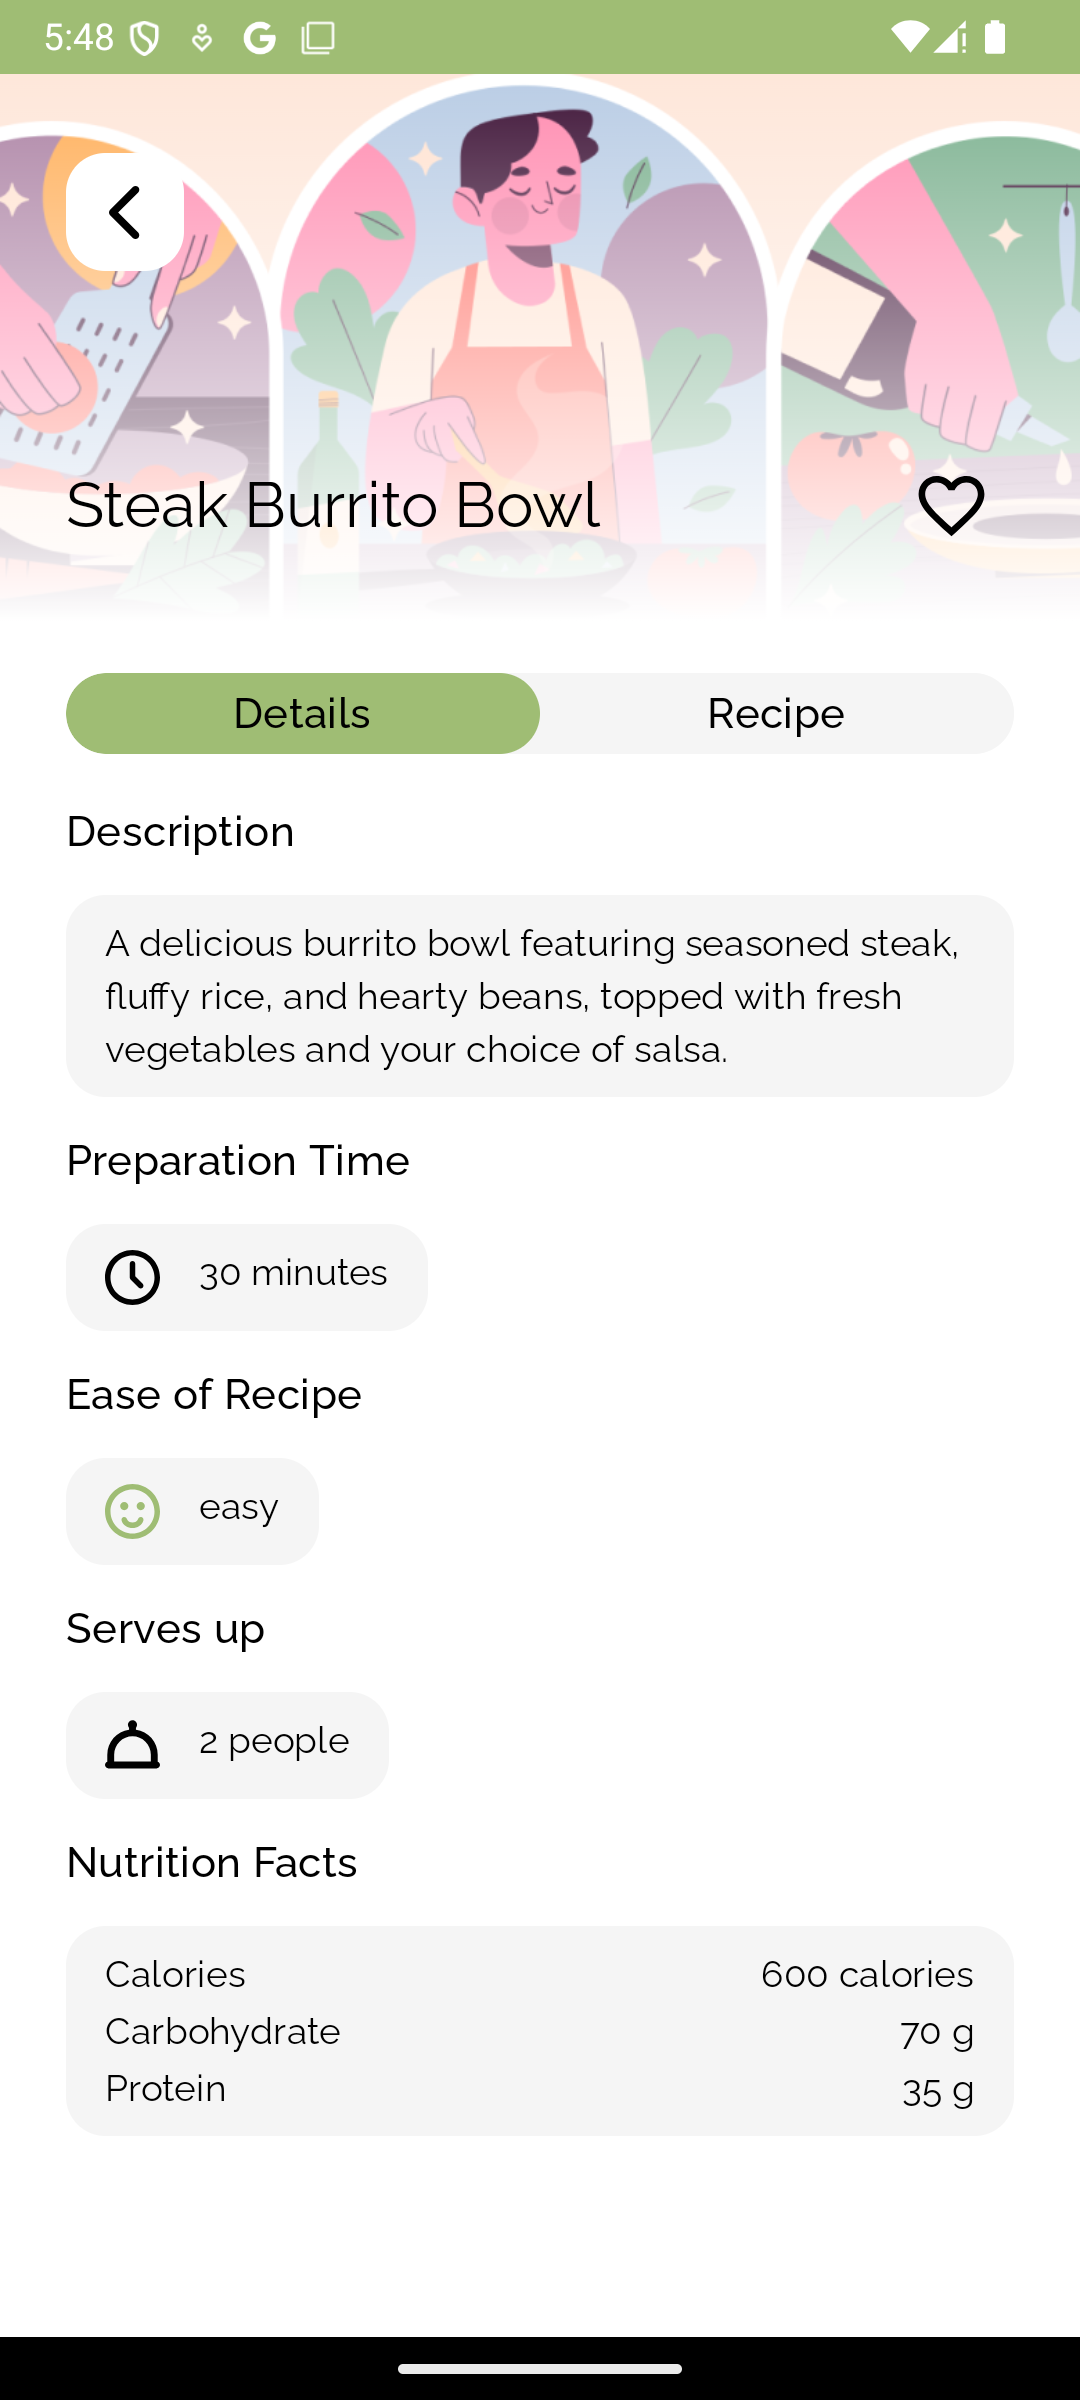 5:48
Steak Burrito Bowl
Details
Recipe
Description
A delicious burrito bowl featuring seasoned steak,
fluffy rice, and hearty beans, topped with fresh
vegetables and your choice of salsa.
Preparation Time
30 minutes
Ease of Recipe
easy
Serves up
2 people
Nutrition Facts
Calories 600 calories
Carbohydrate 70 g
Protein 35 g